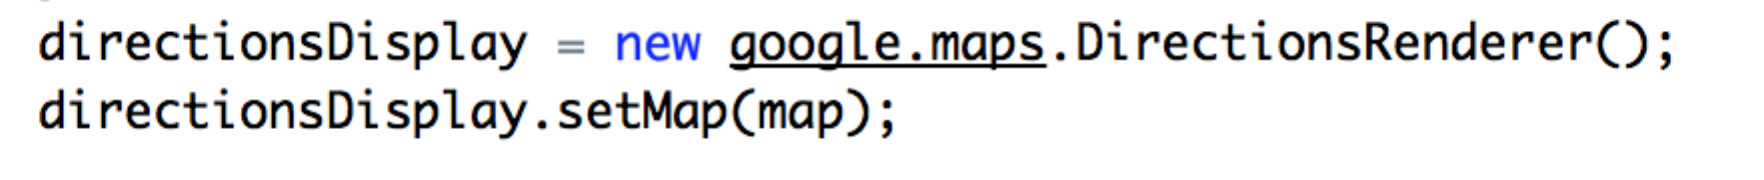 directionsDisplay = new google.maps.DirectionsRenderer();
directionsDisplay.setMap(map);